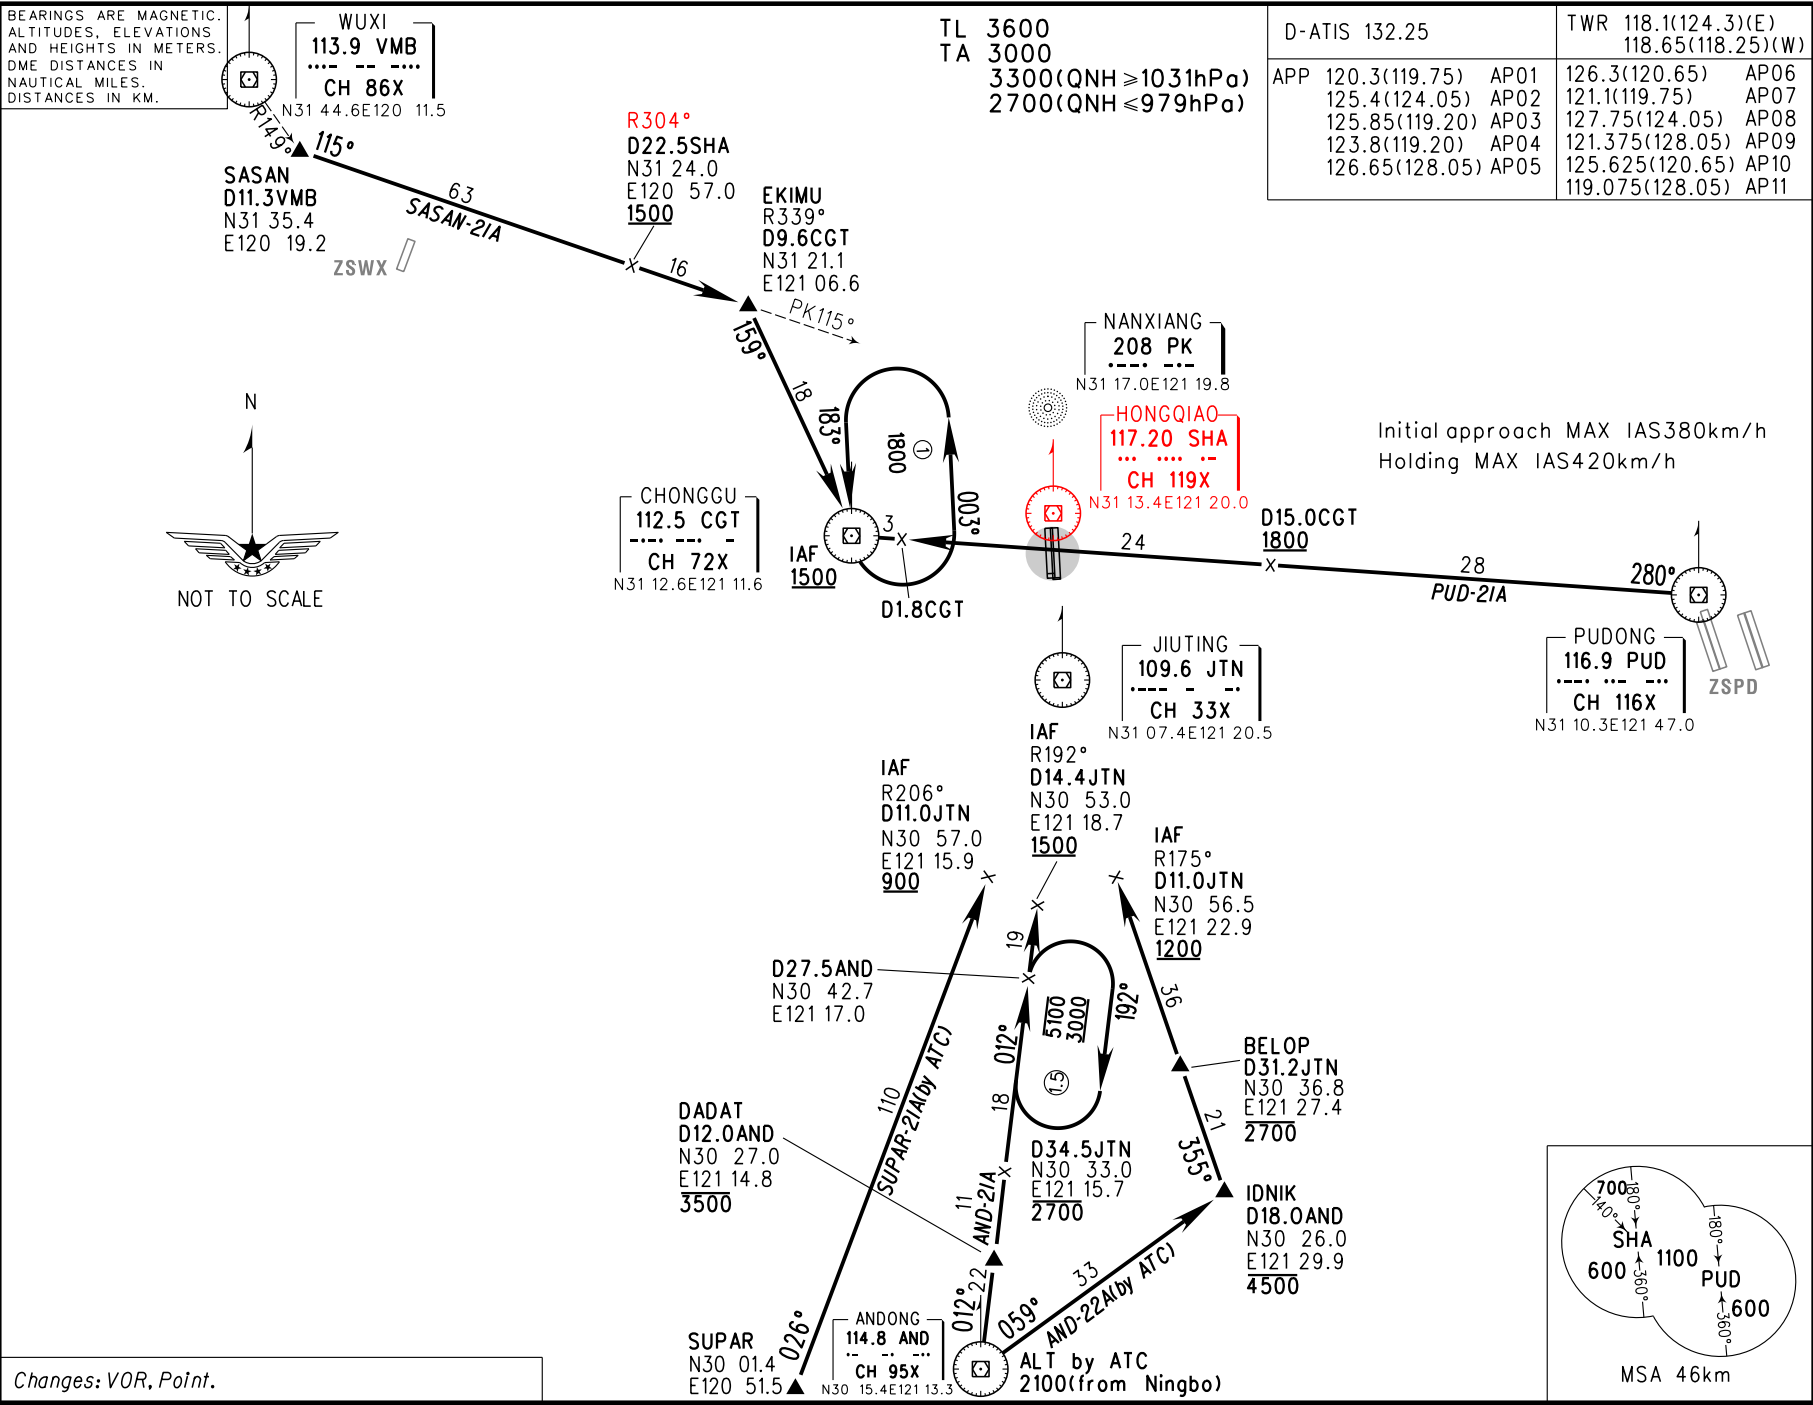 BEARINGS ARE MAGNETIC.
ALTITUDES, ELEVATIONS
AND HEIGHTS IN METERS.
DME DISTANCES IN
NAUTICAL MILES.
DISTANCES IN KM.
WUXI
113.9 VMB
CH 86X
N31 44.6E120 11.5
TL 3600
TA 3000
3300(QNH ≥1031hPa)
2700(QNH ≤979hPa)
D-ATIS 132.25
TWR 118.1(124.3)(E)
118.65(118.25)(W)
APP 120.3(119.75) AP01
125.4(124.05) AP02
125.85(119.20) AP03
123.8(119.20) AP04
126.65(128.05) AP05
126.3(120.65) AP06
121.1(119.75) AP07
127.75(124.05) AP08
121.375(128.05) AP09
125.625(120.65) AP10
119.075(128.05) AP11
R149°
115°
SASAN
D11.3VMB
N31 35.4
E120 19.2
ZSWX
63
SASAN-21A
R304°
D22.5SHA
N31 24.0
E120 57.0
1500
16
EKIMU
R339°
D9.6CGT
N31 21.1
E121 06.6
PK115°
159°
18
183°
1800
1
003°
NANXIANG
208 PK
N31 17.0E121 19.8
HONGQIAO
117.20 SHA
CH 119X
N31 13.4E121 20.0
Initial approach MAX IAS380km/h
Holding MAX IAS420km/h
N
NOT TO SCALE
CHONGGU
112.5 CGT
CH 72X
N31 12.6E121 11.6
IAF
1500
3
D1.8CGT
24
D15.0CGT
1800
28
PUD-21A
280°
PUDONG
116.9 PUD
CH 116X
N31 10.3E121 47.0
ZSPD
JIUTING
109.6 JTN
CH 33X
N31 07.4E121 20.5
IAF
R192°
D14.4JTN
N30 53.0
E121 18.7
1500
IAF
R206°
D11.0JTN
N30 57.0
E121 15.9
900
IAF
R175°
D11.0JTN
N30 56.5
E121 22.9
1200
19
D27.5AND
N30 42.7
E121 17.0
5100
3000
192°
1.5
012°
18
36
BELOP
D31.2JTN
N30 36.8
E121 27.4
2700
110
SUPAR-21A(by ATC)
DADAT
D12.0AND
N30 27.0
E121 14.8
3500
D34.5JTN
N30 33.0
E121 15.7
2700
21
355°
11
AND-21A
IDNIK
D18.0AND
N30 26.0
E121 29.9
4500
22
012°
059°
33
AND-22A(by ATC)
026°
SUPAR
N30 01.4
E120 51.5
ANDONG
114.8 AND
CH 95X
N30 15.4E121 13.3
ALT by ATC
2100(from Ningbo)
700
180°
140°
SHA
600
360°
1100
180°
PUD
600
360°
MSA 46km
Changes: VOR, Point.